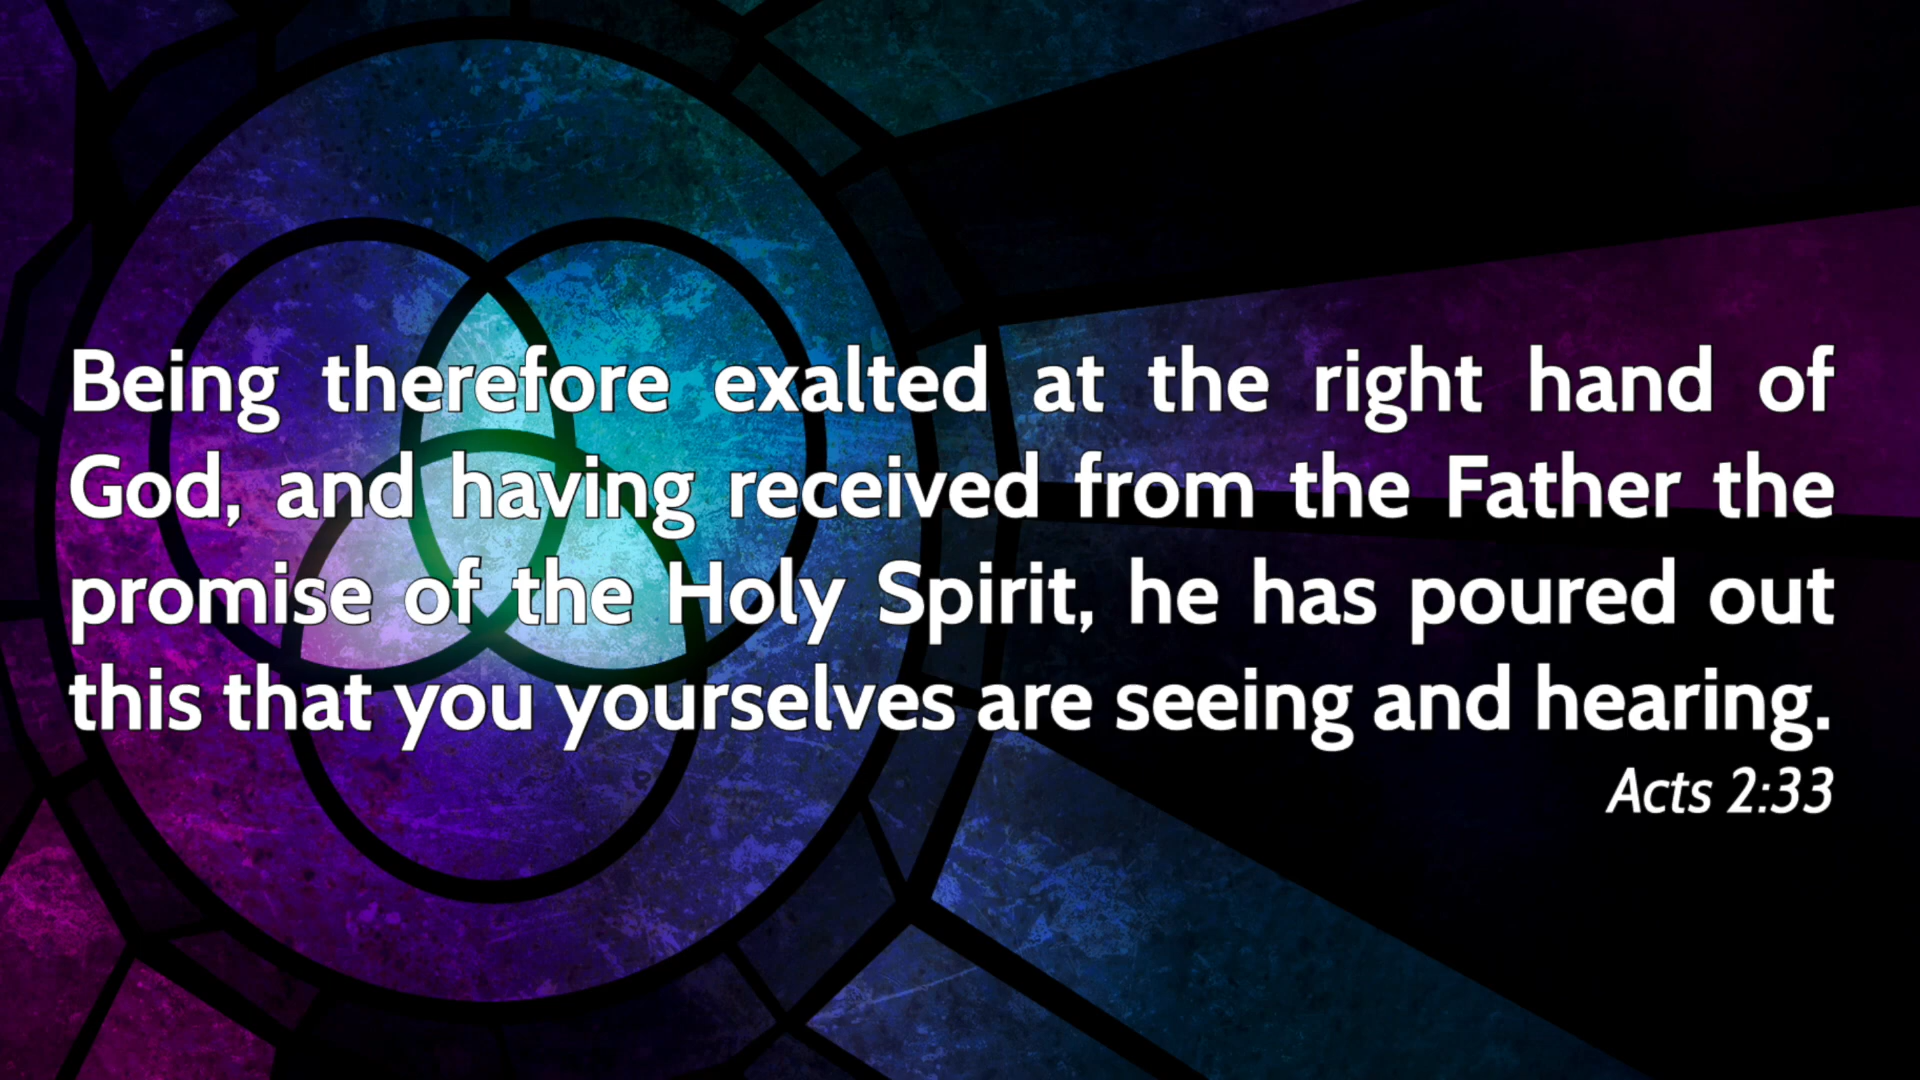 Being therefore exalted at the right hand of
God, and having received from the Father the
promise of the Holy Spirit, he has poured out
this that you yourselves are seeing and hearing.
Acts 2:33